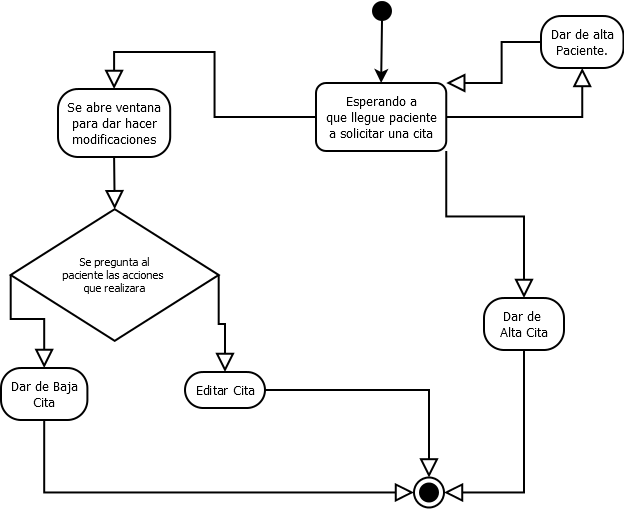 Dar de alta
Paciente.
Esperando a
que llegue paciente
a solicitar una cita
Se abre ventana
para dar hacer
modificaciones
Se pregunta al
paciente las acciones
que realizara
Dar de
Alta Cita
Dar de Baja
Cita
Editar Cita